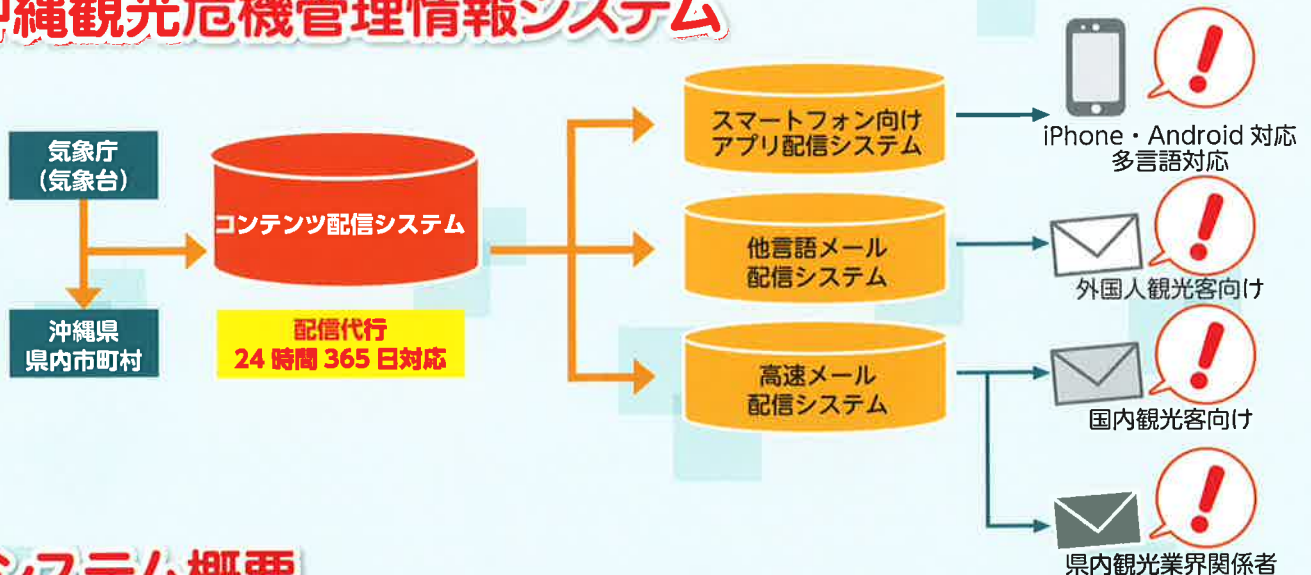 沖縄観光危機管理情報システム
気象庁
(気象台)
沖縄県
県内市町村
コンテンツ配信システム
配信代行
24 時間 365 日対応
スマートフォン向け
アプリ配信システム
他言語メール
配信システム
高速メール
配信システム
iPhone・Android 対応
多言語対応
外国人観光客向け
国内観光客向け
県内観光業界関係者
システム概要